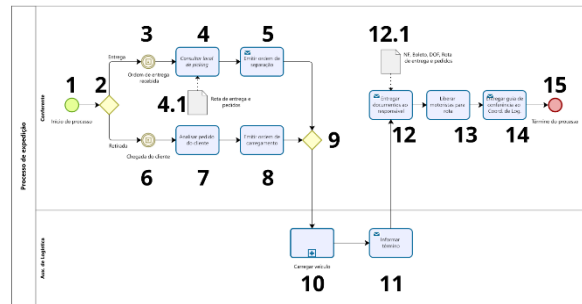 Processo de expedição
Conferente
Aux. de Logística
1
Início do processo
2
Entrega
Retirada
3
Ordem de entrega
recebida
4
Consultar local
de picking
4.1
Rota de entrega e
pedidos
5
Emitir ordem de
separação
6
Chegada do cliente
7
Analisar pedido
do cliente
8
Emitir ordem de
carregamento
9
10
Carregar veículo
11
Informar
término
12.1
NF, Boleto, DOF, Rota
de entrega e pedidos
12
Entregar
documentos ao
responsável
13
Liberar
motorista para
rota
14
Entregar guia de
conferência ao
Coord. de Log.
15
Término do processo